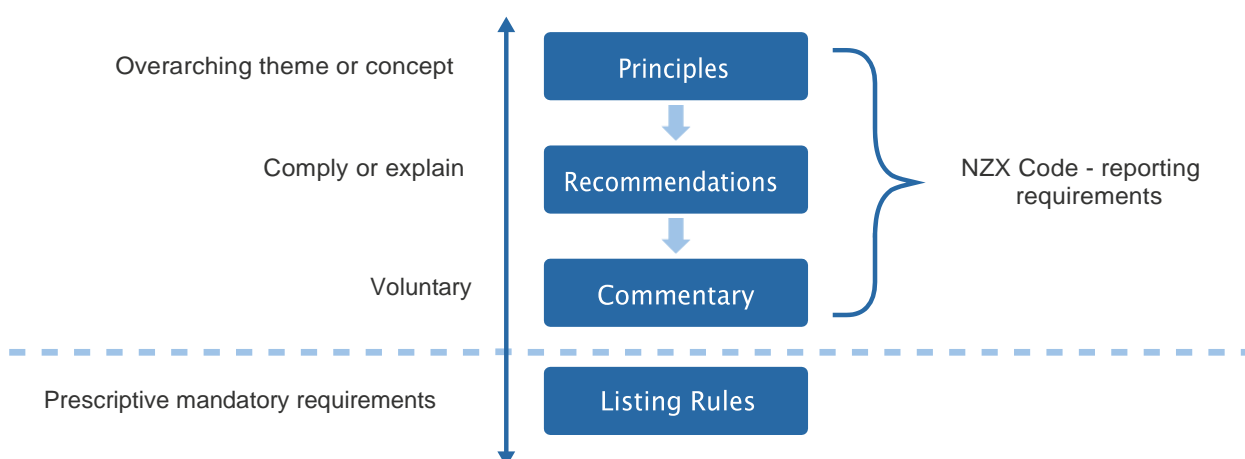 Overarching theme or concept
Principles
Comply or explain
Recommendations
NZX Code - reporting
requirements
Voluntary
Commentary
Prescriptive mandatory requirements
Listing Rules